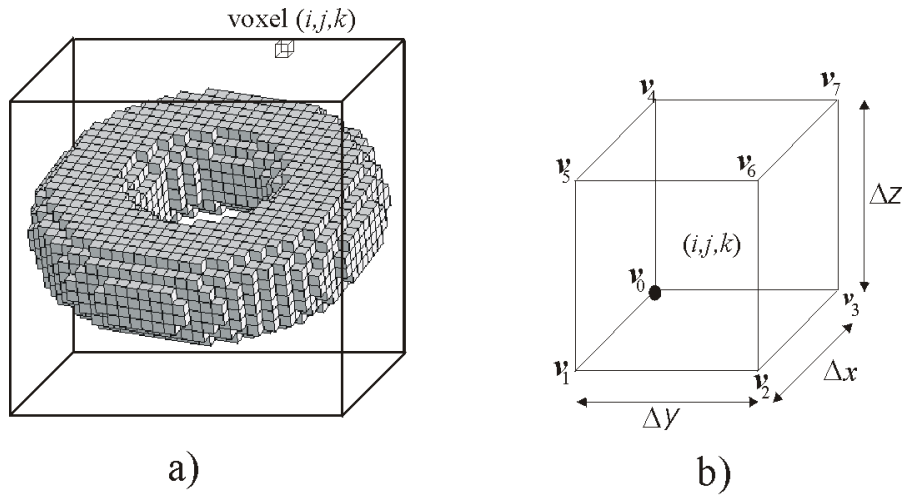 voxel (i,j,k)
v4
v7
v5
v6
Δz
(i,j,k)
v0
v3
v1
v2
Δx
Δy
a)
b)